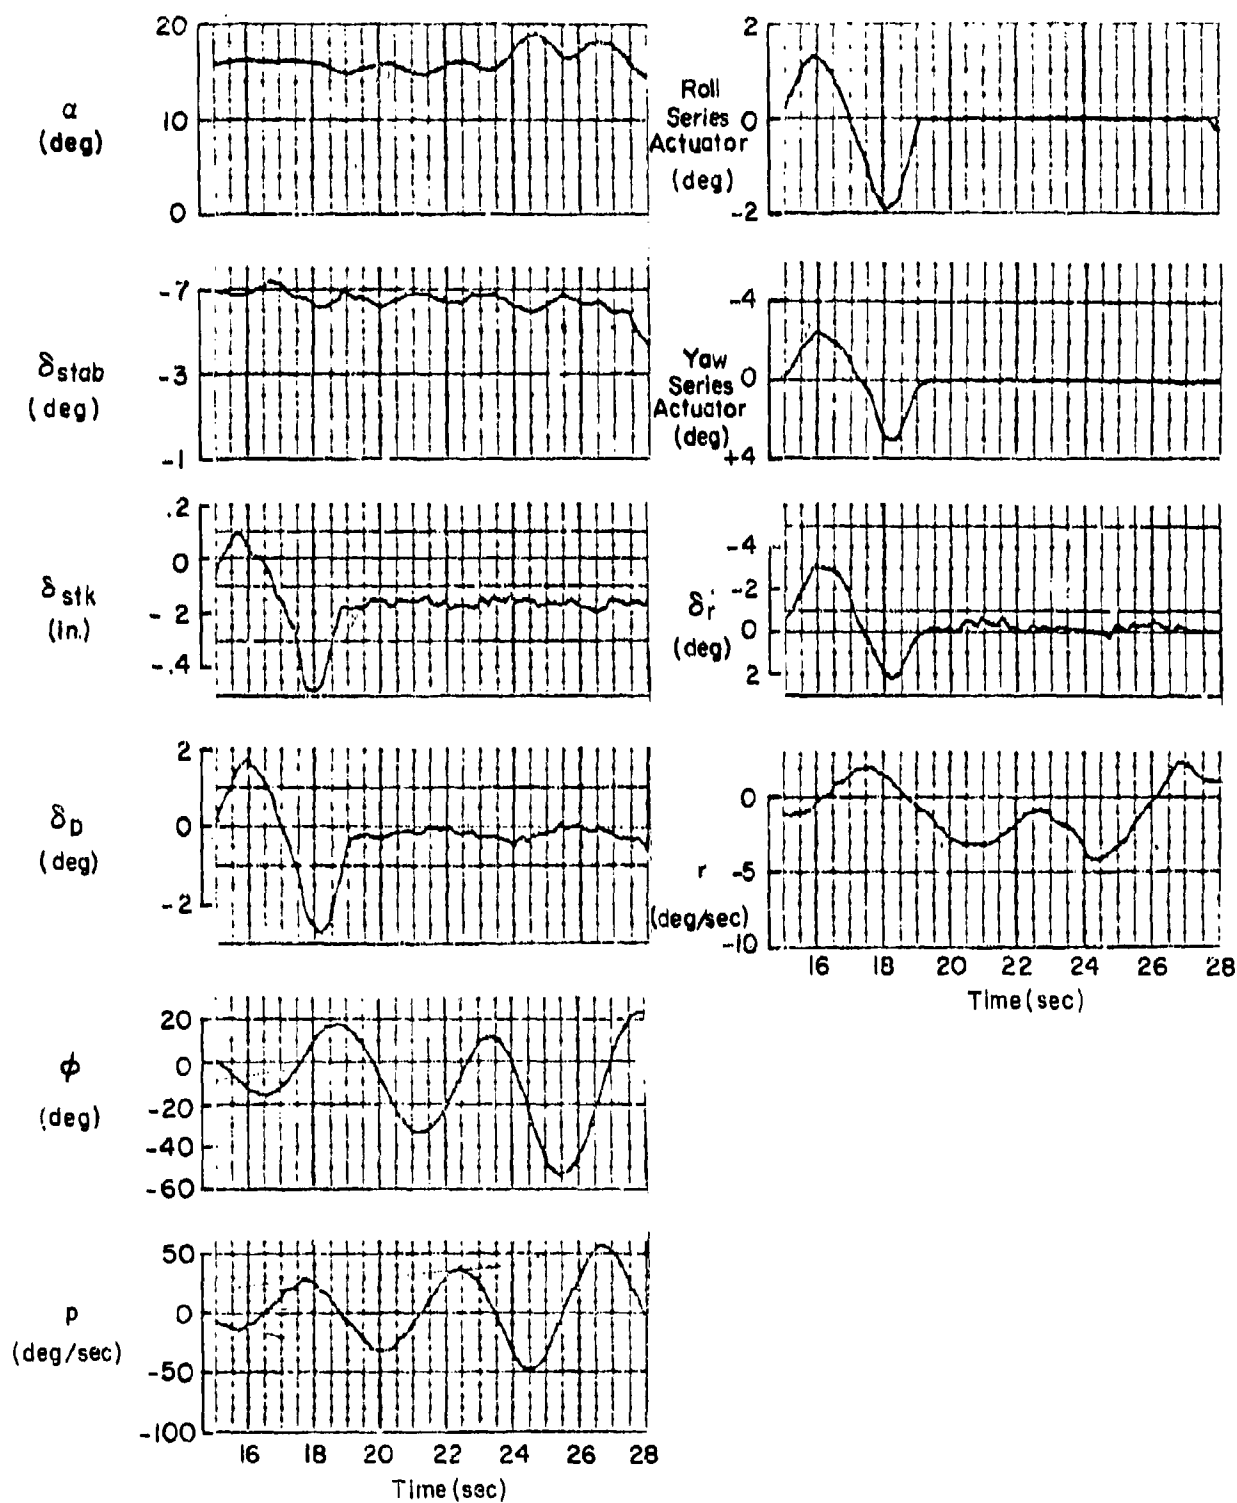 20
α
(deg)
10
0
-7
δstab
(deg)
-3
-1
.2
0
δstk
(in.)
-.2
-.4
2
δD
(deg)
0
-2
20
0
ϕ
(deg)
-20
-40
-60
50
p
(deg/sec)
0
-50
-100
16 18 20 22 24 26 28
Time (sec)
2
Roll
Series
Actuator
(deg)
0
-2
-4
Yaw
Series
Actuator
(deg)
0
+4
-4
-2
δr
(deg)
0
2
0
r
-5
(deg/sec)
-10
16 18 20 22 24 26 28
Time (sec)